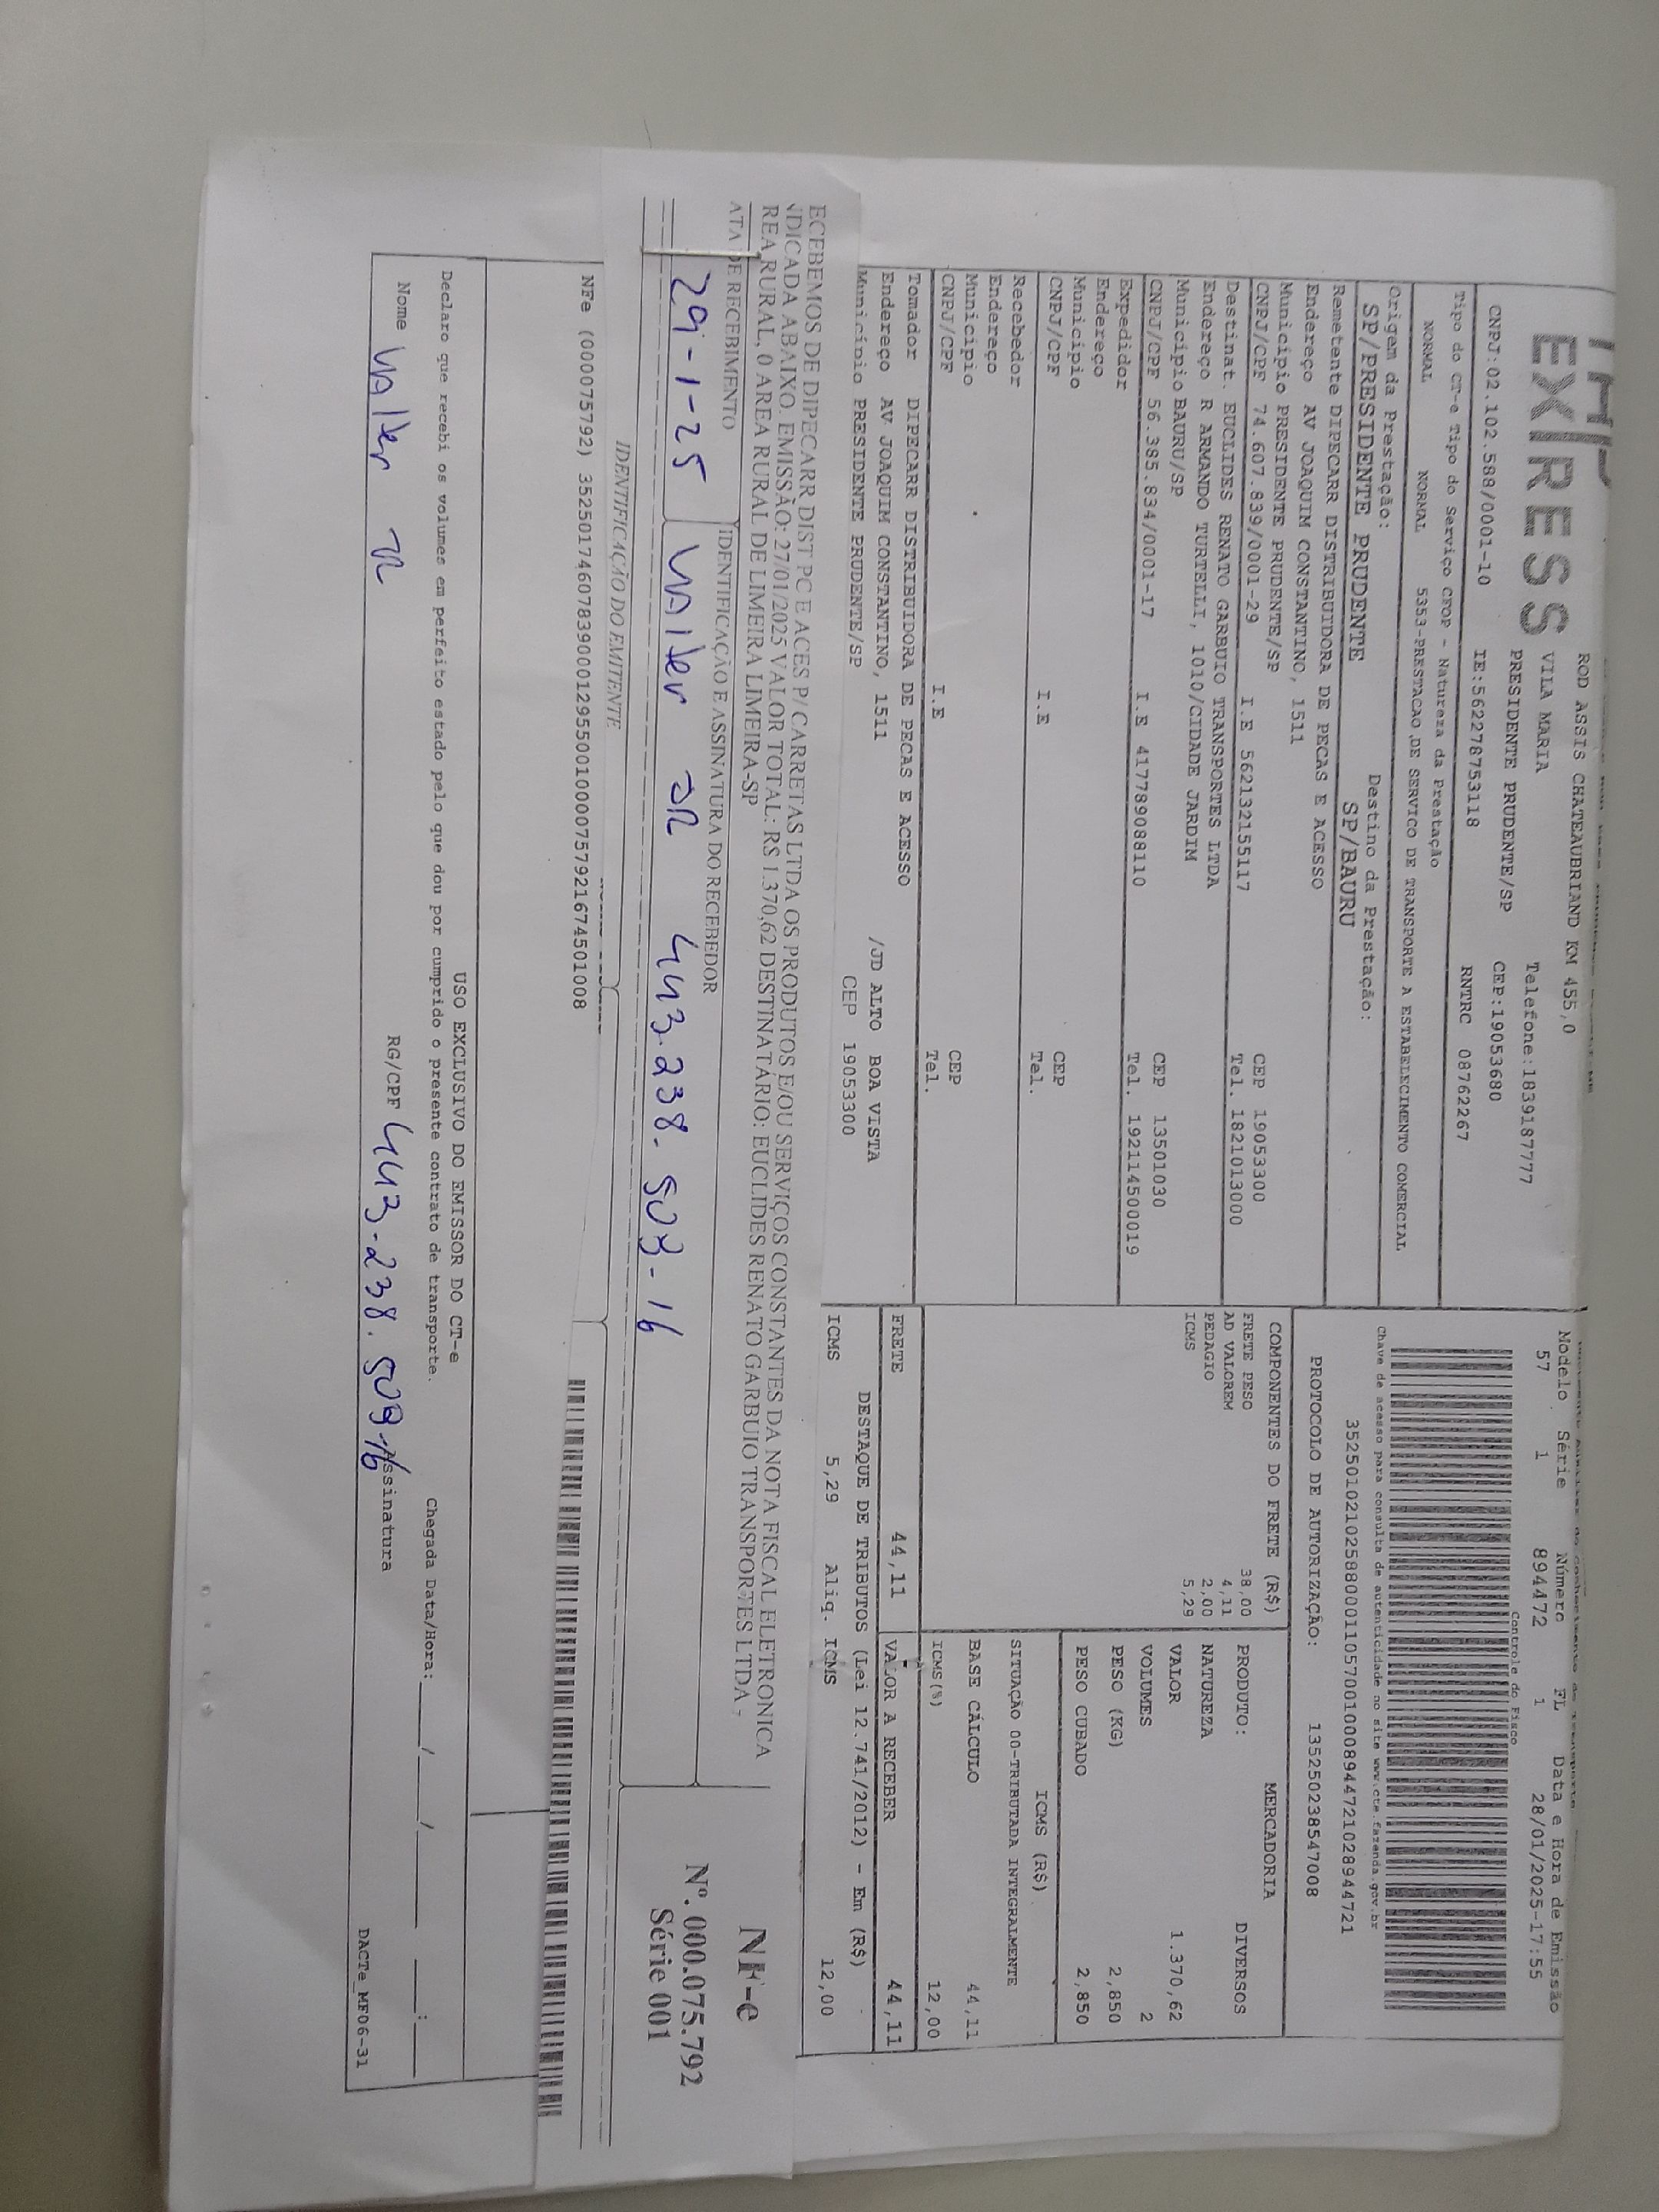 EXPRESS
ROD ASSIS CHATEAUBRIAND KM 455,0
VILA MARIA Telefone:1839187777
PRESIDENTE PRUDENTE/SP CEP:19053680
CNPJ:02.102.588/0001-10 IE:562278753118 RNTRC 08762267
Tipo do CT-e Tipo do Serviço CFOP - Natureza da Prestação
NORMAL NORMAL 5353-PRESTACAO DE SERVICO DE TRANSPORTE A ESTABELECIMENTO COMERCIAL
Origem da Prestação: Destino da Prestação:
SP/PRESIDENTE PRUDENTE SP/BAURU
Remetente DIPECARR DISTRIBUIDORA DE PECAS E ACESSO
Endereço AV JOAQUIM CONSTANTINO, 1511
Município PRESIDENTE PRUDENTE/SP CEP 19053300
CNPJ/CPF 74.607.839/0001-29 I.E 562132155117 Tel. 1821013000
Destinat. EUCLIDES RENATO GARBUIO TRANSPORTES LTDA
Endereço R ARMANDO TURTELLI, 1010/CIDADE JARDIM
Município BAURU/SP CEP 13501030
CNPJ/CPF 56.385.834/0001-17 I.E 417789088110 Tel. 192114500019
Expedidor
Endereço
Município CEP
CNPJ/CPF I.E Tel.
Recebedor
Endereço
Município CEP
CNPJ/CPF I.E Tel.
Tomador DIPECARR DISTRIBUIDORA DE PECAS E ACESSO
Endereço AV JOAQUIM CONSTANTINO, 1511 /JD ALTO BOA VISTA
Município PRESIDENTE PRUDENTE/SP CEP 19053300
Modelo Série Número FL Data e Hora de Emissão
57 1 894472 1 28/01/2025-17:55
Controle do Fisco
Chave de acesso para consulta de autenticidade no site www.cte.fazenda.gov.br
35250102102588000110570010008944721028944721
PROTOCOLO DE AUTORIZAÇÃO: 135250238547008
COMPONENTES DO FRETE (R$)
FRETE PESO 38,00
AD VALOREM 4,11
PEDAGIO 2,00
ICMS 5,29
MERCADORIA
PRODUTO: DIVERSOS
NATUREZA
VALOR 1.370,62
VOLUMES 2
PESO (KG) 2,850
PESO CUBADO 2,850
ICMS (R$)
SITUAÇÃO 00-TRIBUTADA INTEGRALMENTE
BASE CÁLCULO 44,11
ICMS(%) 12,00
FRETE 44,11 VALOR A RECEBER 44,11
DESTAQUE DE TRIBUTOS (Lei 12.741/2012) - Em (R$)
ICMS 5,29 Aliq. ICMS 12,00
ECEBEMOS DE DIPECARR DIST PC E ACES P/ CARRETAS LTDA OS PRODUTOS E/OU SERVIÇOS CONSTANTES DA NOTA FISCAL ELETRONICA
NDICADA ABAIXO. EMISSÃO: 27/01/2025 VALOR TOTAL: R$ 1.370,62 DESTINATÁRIO: EUCLIDES RENATO GARBUIO TRANSPORTES LTDA -
REA RURAL, 0 AREA RURAL DE LIMEIRA LIMEIRA-SP
ATA DE RECEBIMENTO IDENTIFICAÇÃO E ASSINATURA DO RECEBEDOR
29-1-25 Valter JR 443.238.508-16
NF-e
Nº. 000.075.792
Série 001
IDENTIFICAÇÃO DO EMITENTE
NFe (000075792) 35250174607839000129550010000757921674501008
USO EXCLUSIVO DO EMISSOR DO CT-e
Declaro que recebi os volumes em perfeito estado pelo que dou por cumprido o presente contrato de transporte. Chegada Data/Hora: ___/___/_____ ___:___
Nome Valter JR RG/CPF 443.238.508-16 Assinatura
DACTe_MF06-31